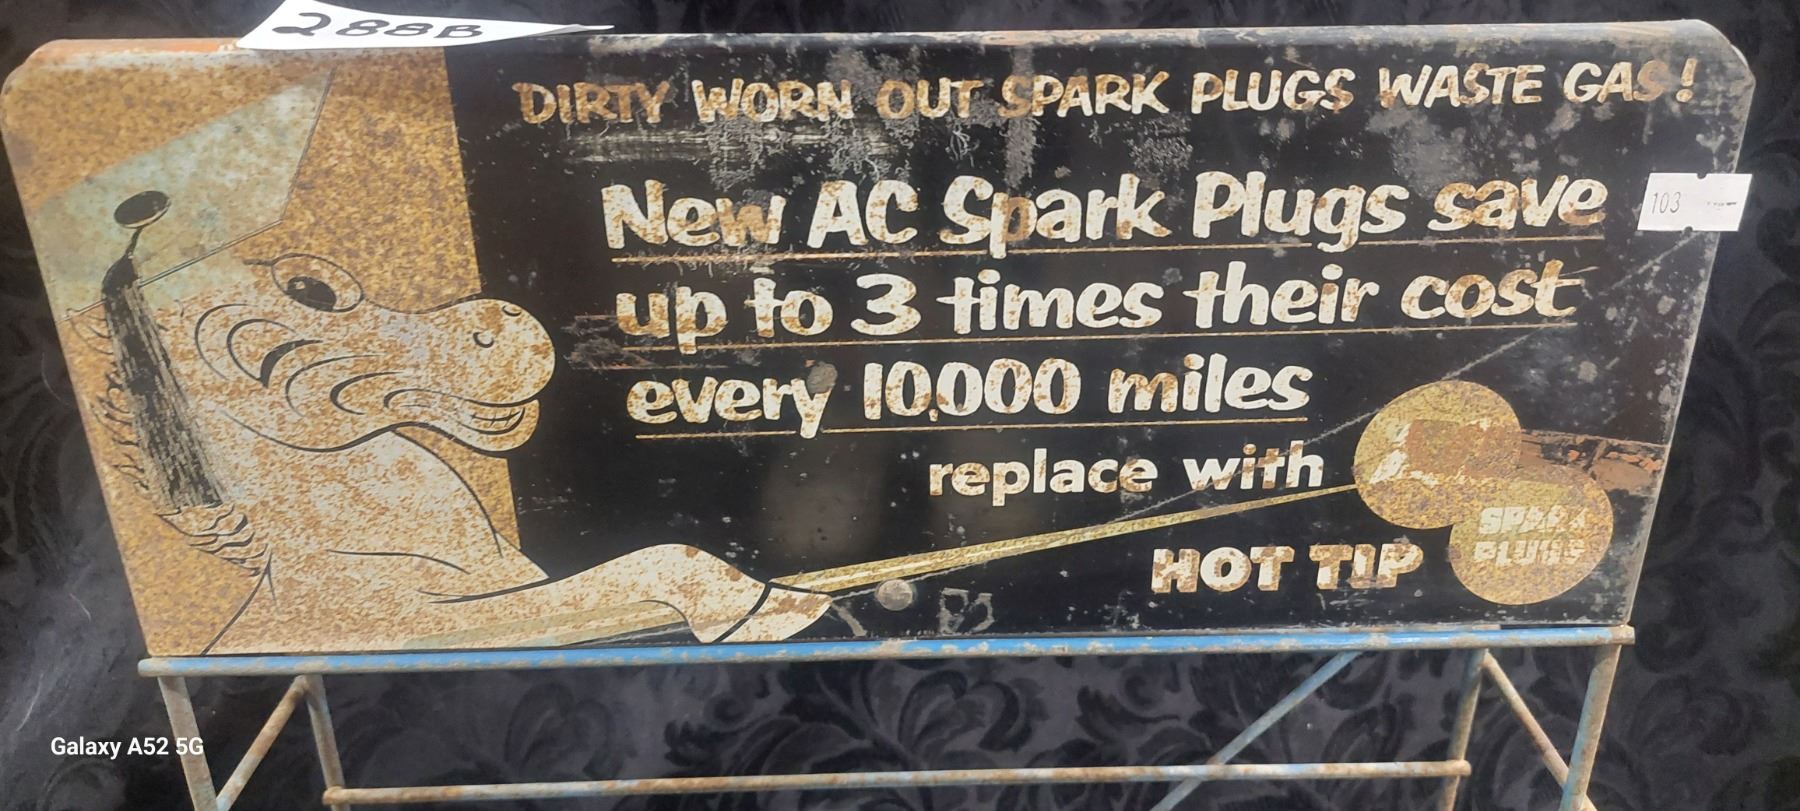 288B
DIRTY WORN OUT SPARK PLUGS WASTE GAS!
New AC Spark Plugs save
103
up to 3 times their cost
every 10,000 miles
replace with
HOT TIP
SPARK
PLUGS
Galaxy A52 5G